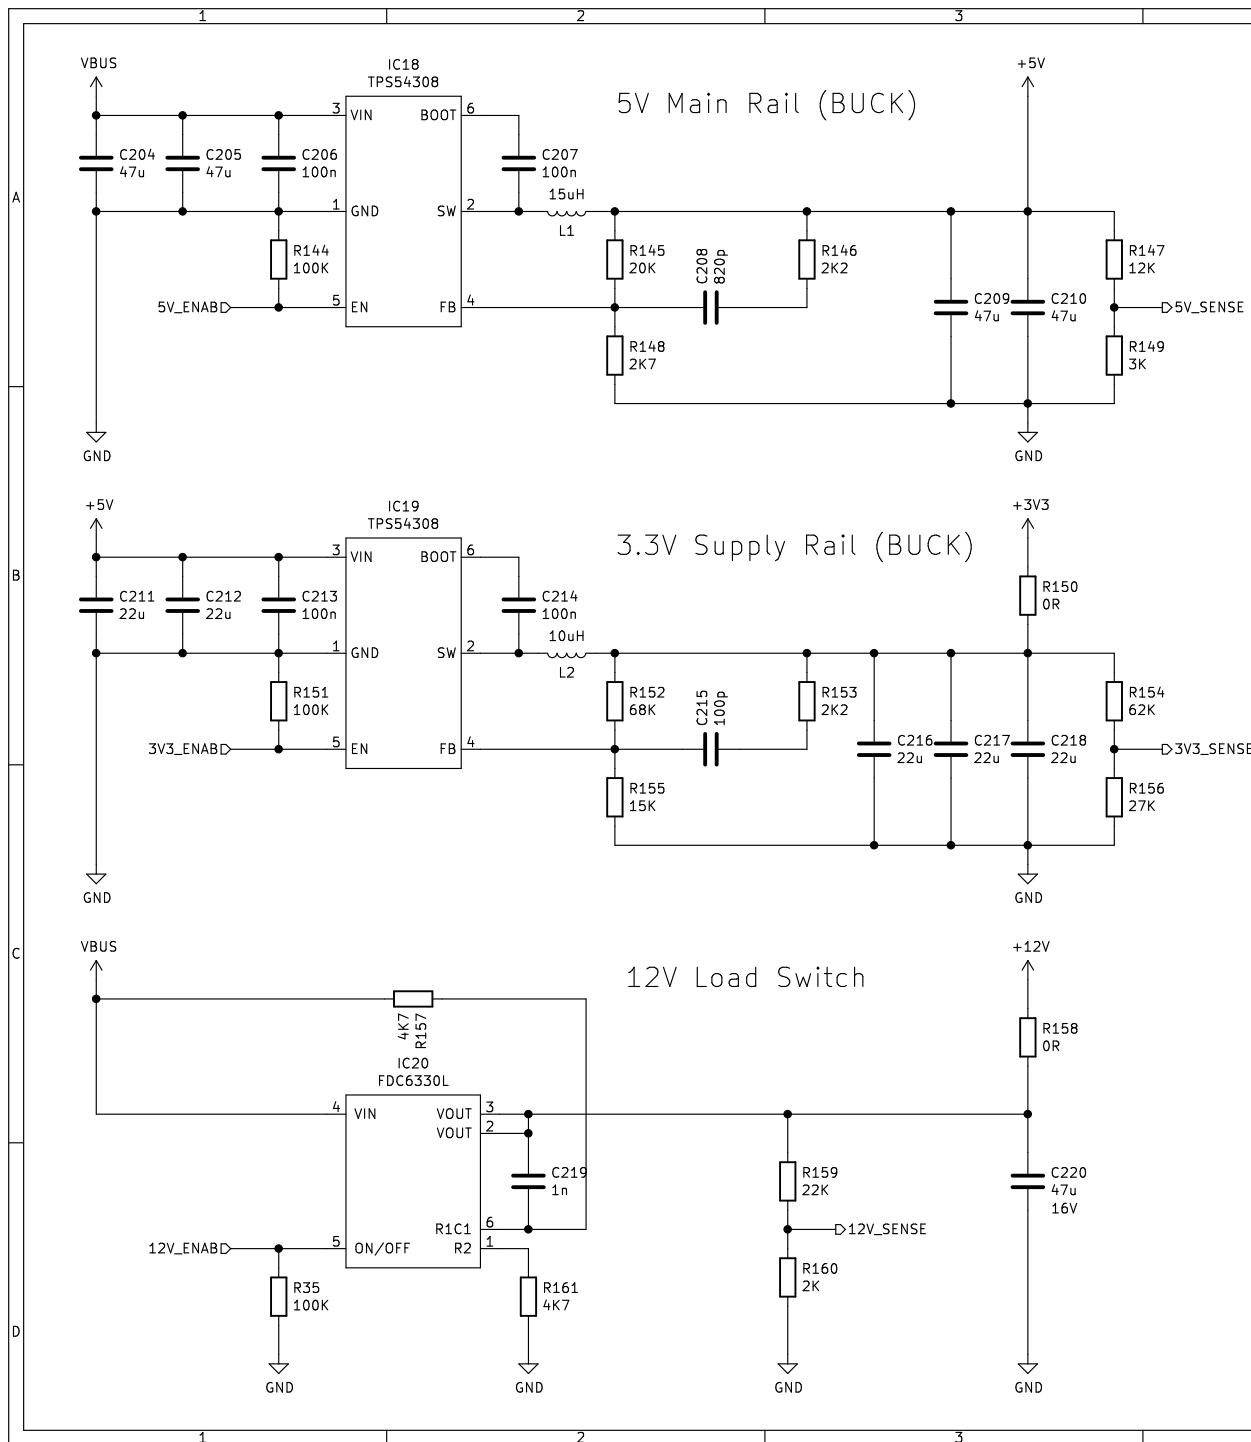 1 2 3
VBUS
IC18
TPS54308
+5V
5V Main Rail (BUCK)
3 VIN BOOT 6
C204
47u
C205
47u
C206
100n
C207
100n
A
1 GND SW 2
15uH
L1
R144
100K
R145
20K
C208
820p
R146
2K2
R147
12K
5V_ENAB
5 EN FB 4
C209
47u
C210
47u
5V_SENSE
R148
2K7
R149
3K
GND
GND
+5V
IC19
TPS54308
+3V3
3.3V Supply Rail (BUCK)
3 VIN BOOT 6
B
R150
0R
C211
22u
C212
22u
C213
100n
C214
100n
1 GND SW 2
10uH
L2
R151
100K
R152
68K
C215
100p
R153
2K2
R154
62K
3V3_ENAB
5 EN FB 4
C216
22u
C217
22u
C218
22u
3V3_SENSE
R155
15K
R156
27K
GND
GND
C
VBUS
+12V
12V Load Switch
4K7
R157
R158
0R
IC20
FDC6330L
4 VIN VOUT 3
VOUT 2
C219
1n
R159
22K
C220
47u
16V
R1C1 6
12V_SENSE
12V_ENAB
5 ON/OFF R2 1
R35
100K
R161
4K7
R160
2K
D
GND
GND
GND
GND
1 2 3